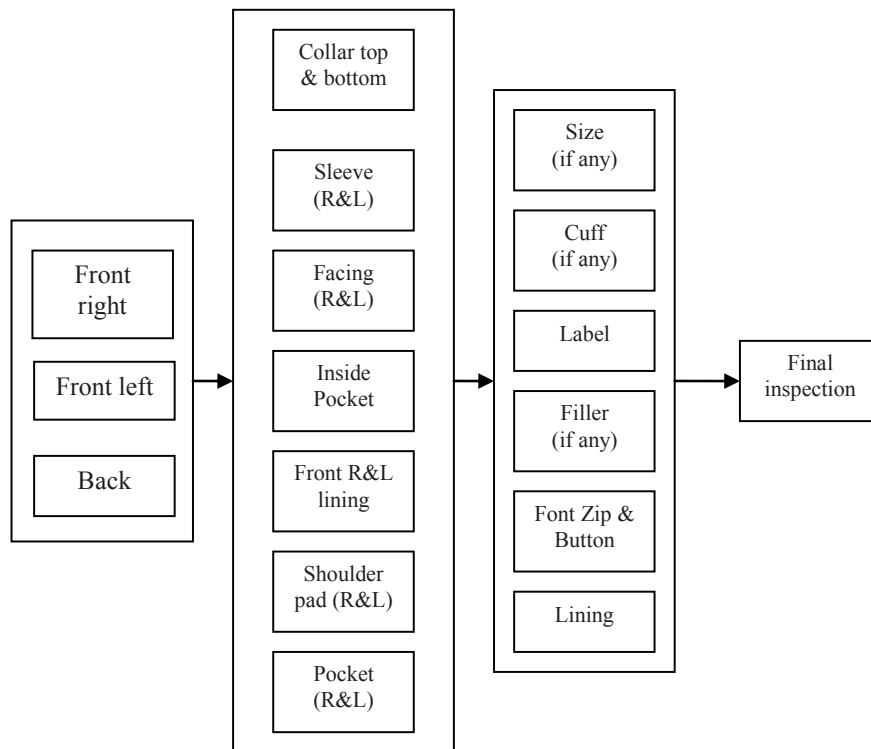 Front
right
Front left
Back
Collar top
& bottom
Sleeve
(R&L)
Facing
(R&L)
Inside
Pocket
Front R&L
lining
Shoulder
pad (R&L)
Pocket
(R&L)
Size
(if any)
Cuff
(if any)
Label
Filler
(if any)
Font Zip &
Button
Lining
Final
inspection